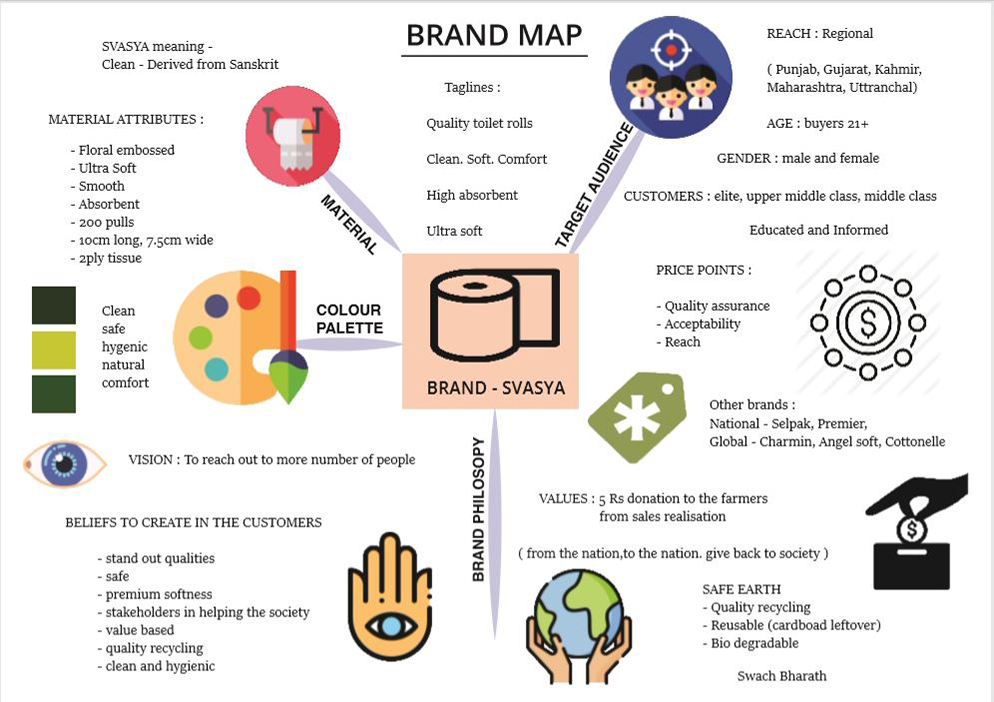 BRAND MAP
SVASYA meaning -
Clean - Derived from Sanskrit
MATERIAL ATTRIBUTES :
- Floral embossed
- Ultra Soft
- Smooth
- Absorbent
- 200 pulls
- 10cm long, 7.5cm wide
- 2ply tissue
MATERIAL
Taglines :
Quality toilet rolls
Clean. Soft. Comfort
High absorbent
Ultra soft
TARGET AUDIENCE
REACH : Regional
( Punjab, Gujarat, Kahmir,
Maharashtra, Uttranchal)
AGE : buyers 21+
GENDER : male and female
CUSTOMERS : elite, upper middle class, middle class
Educated and Informed
Clean
safe
hygenic
natural
comfort
COLOUR
PALETTE
BRAND - SVASYA
PRICE POINTS :
- Quality assurance
- Acceptability
- Reach
$
Other brands :
National - Selpak, Premier,
Global - Charmin, Angel soft, Cottonelle
VISION : To reach out to more number of people
BRAND PHILOSOPY
BELIEFS TO CREATE IN THE CUSTOMERS
- stand out qualities
- safe
- premium softness
- stakeholders in helping the society
- value based
- quality recycling
- clean and hygienic
VALUES : 5 Rs donation to the farmers
from sales realisation
$
( from the nation,to the nation. give back to society )
SAFE EARTH
- Quality recycling
- Reusable (cardboad leftover)
- Bio degradable
Swach Bharath